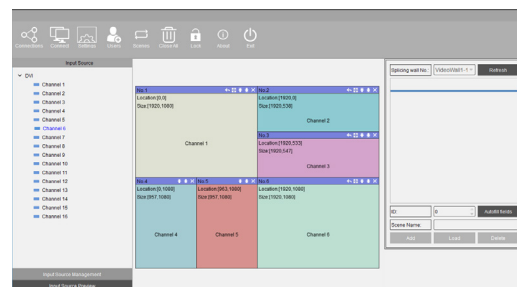 Connections
Connect
Settings
Users
Scenes
Close All
Lock
About
Exit
Input Source
DVI
Channel 1
Channel 2
Channel 3
Channel 4
Channel 5
Channel 6
Channel 7
Channel 8
Channel 9
Channel 10
Channel 11
Channel 12
Channel 13
Channel 14
Channel 15
Channel 16
Input Source Management
Input Source Preview
No.1
Location:[0,0]
Size:[1920,1080]
Channel 1
No.2
Location:[1920,0]
Size:[1920,538]
Channel 2
No.3
Location:[1920,533]
Size:[1920,547]
Channel 3
No.4
Location:[0,1080]
Size:[957,1080]
Channel 4
No.5
Location:[963,1080]
Size:[957,1080]
Channel 5
No.6
Location:[1920,1080]
Size:[1920,1080]
Channel 6
Splicing wall No.:
VideoWall1-1
Refresh
ID:
Autofill fields
Scene Name:
Add
Load
Delete